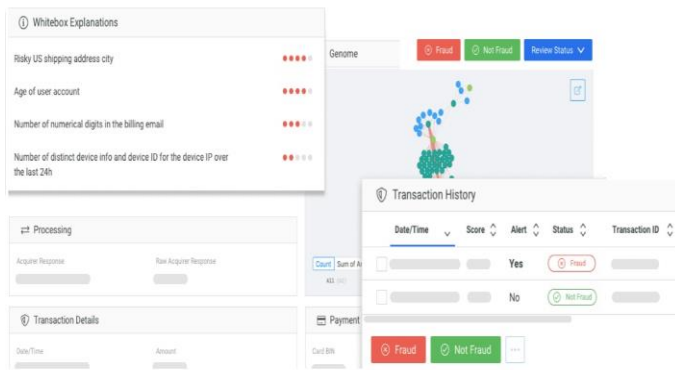 Whitebox Explanations
Risky US shipping address city
Age of user account
Number of numerical digits in the billing email
Number of distinct device info and device ID for the device IP over
the last 24h
Genome
Fraud
Not Fraud
Review Status
Processing
Acquirer Response
Raw Acquirer Response
Count Sum of
Transaction Details
Date/Time
Amount
Payment
Card BIN
Transaction History
Date/Time Score Alert Status Transaction ID
Yes Fraud
No Not Fraud
Fraud
Not Fraud